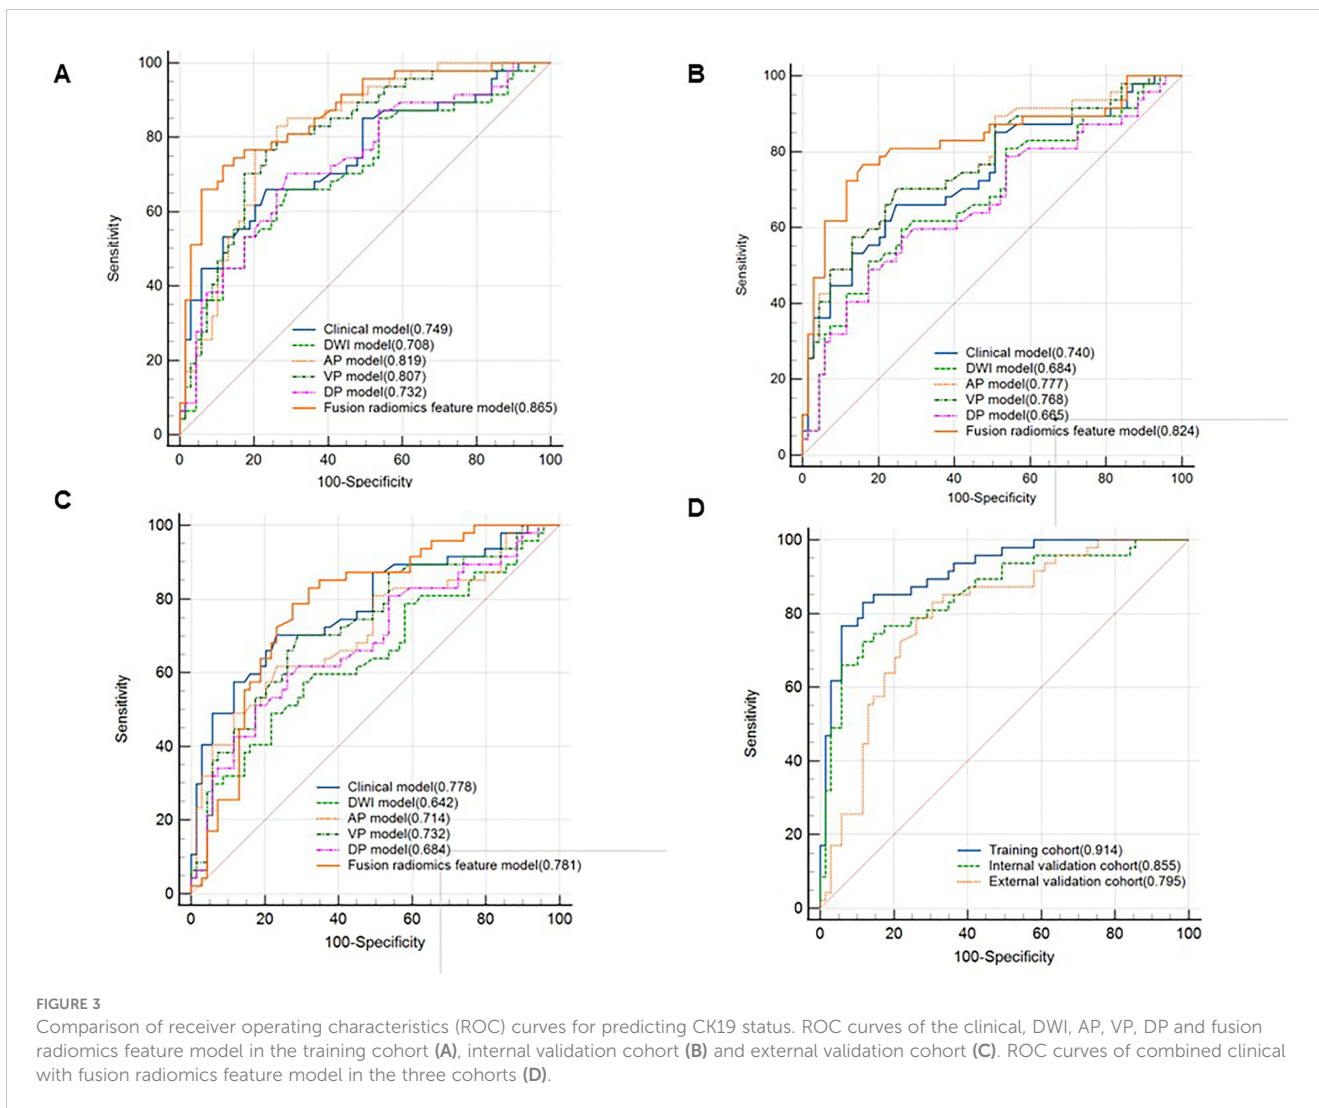 A
100
80
60
40
20
0
Sensitivity
Clinical model(0.749)
DWI model(0.708)
AP model(0.819)
VP model(0.807)
DP model(0.732)
Fusion radiomics feature model(0.865)
0 20 40 60 80 100
100-Specificity
B
100
80
60
40
20
0
Sensitivity
Clinical model(0.740)
DWI model(0.684)
AP model(0.777)
VP model(0.768)
DP model(0.665)
Fusion radiomics feature model(0.824)
0 20 40 60 80 100
100-Specificity
C
100
80
60
40
20
0
Sensitivity
Clinical model(0.778)
DWI model(0.642)
AP model(0.714)
VP model(0.732)
DP model(0.684)
Fusion radiomics feature model(0.781)
0 20 40 60 80 100
100-Specificity
D
100
80
60
40
20
0
Sensitivity
Training cohort(0.914)
Internal validation cohort(0.855)
External validation cohort(0.795)
0 20 40 60 80 100
100-Specificity
FIGURE 3
Comparison of receiver operating characteristics (ROC) curves for predicting CK19 status. ROC curves of the clinical, DWI, AP, VP, DP and fusion
radiomics feature model in the training cohort (A), internal validation cohort (B) and external validation cohort (C). ROC curves of combined clinical
with fusion radiomics feature model in the three cohorts (D).